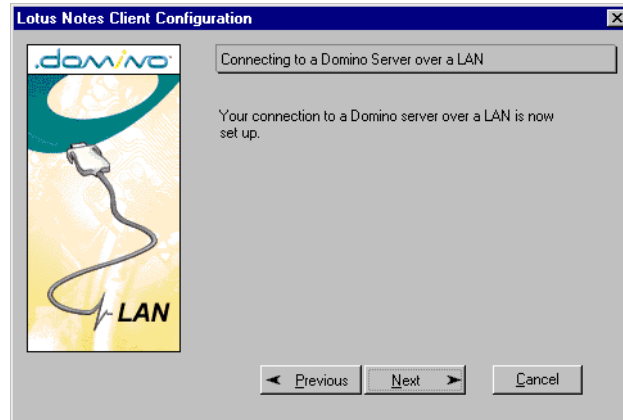 Lotus Notes Client Configuration
.domino
Connecting to a Domino Server over a LAN
Your connection to a Domino server over a LAN is now
set up.
LAN
Previous Next Cancel